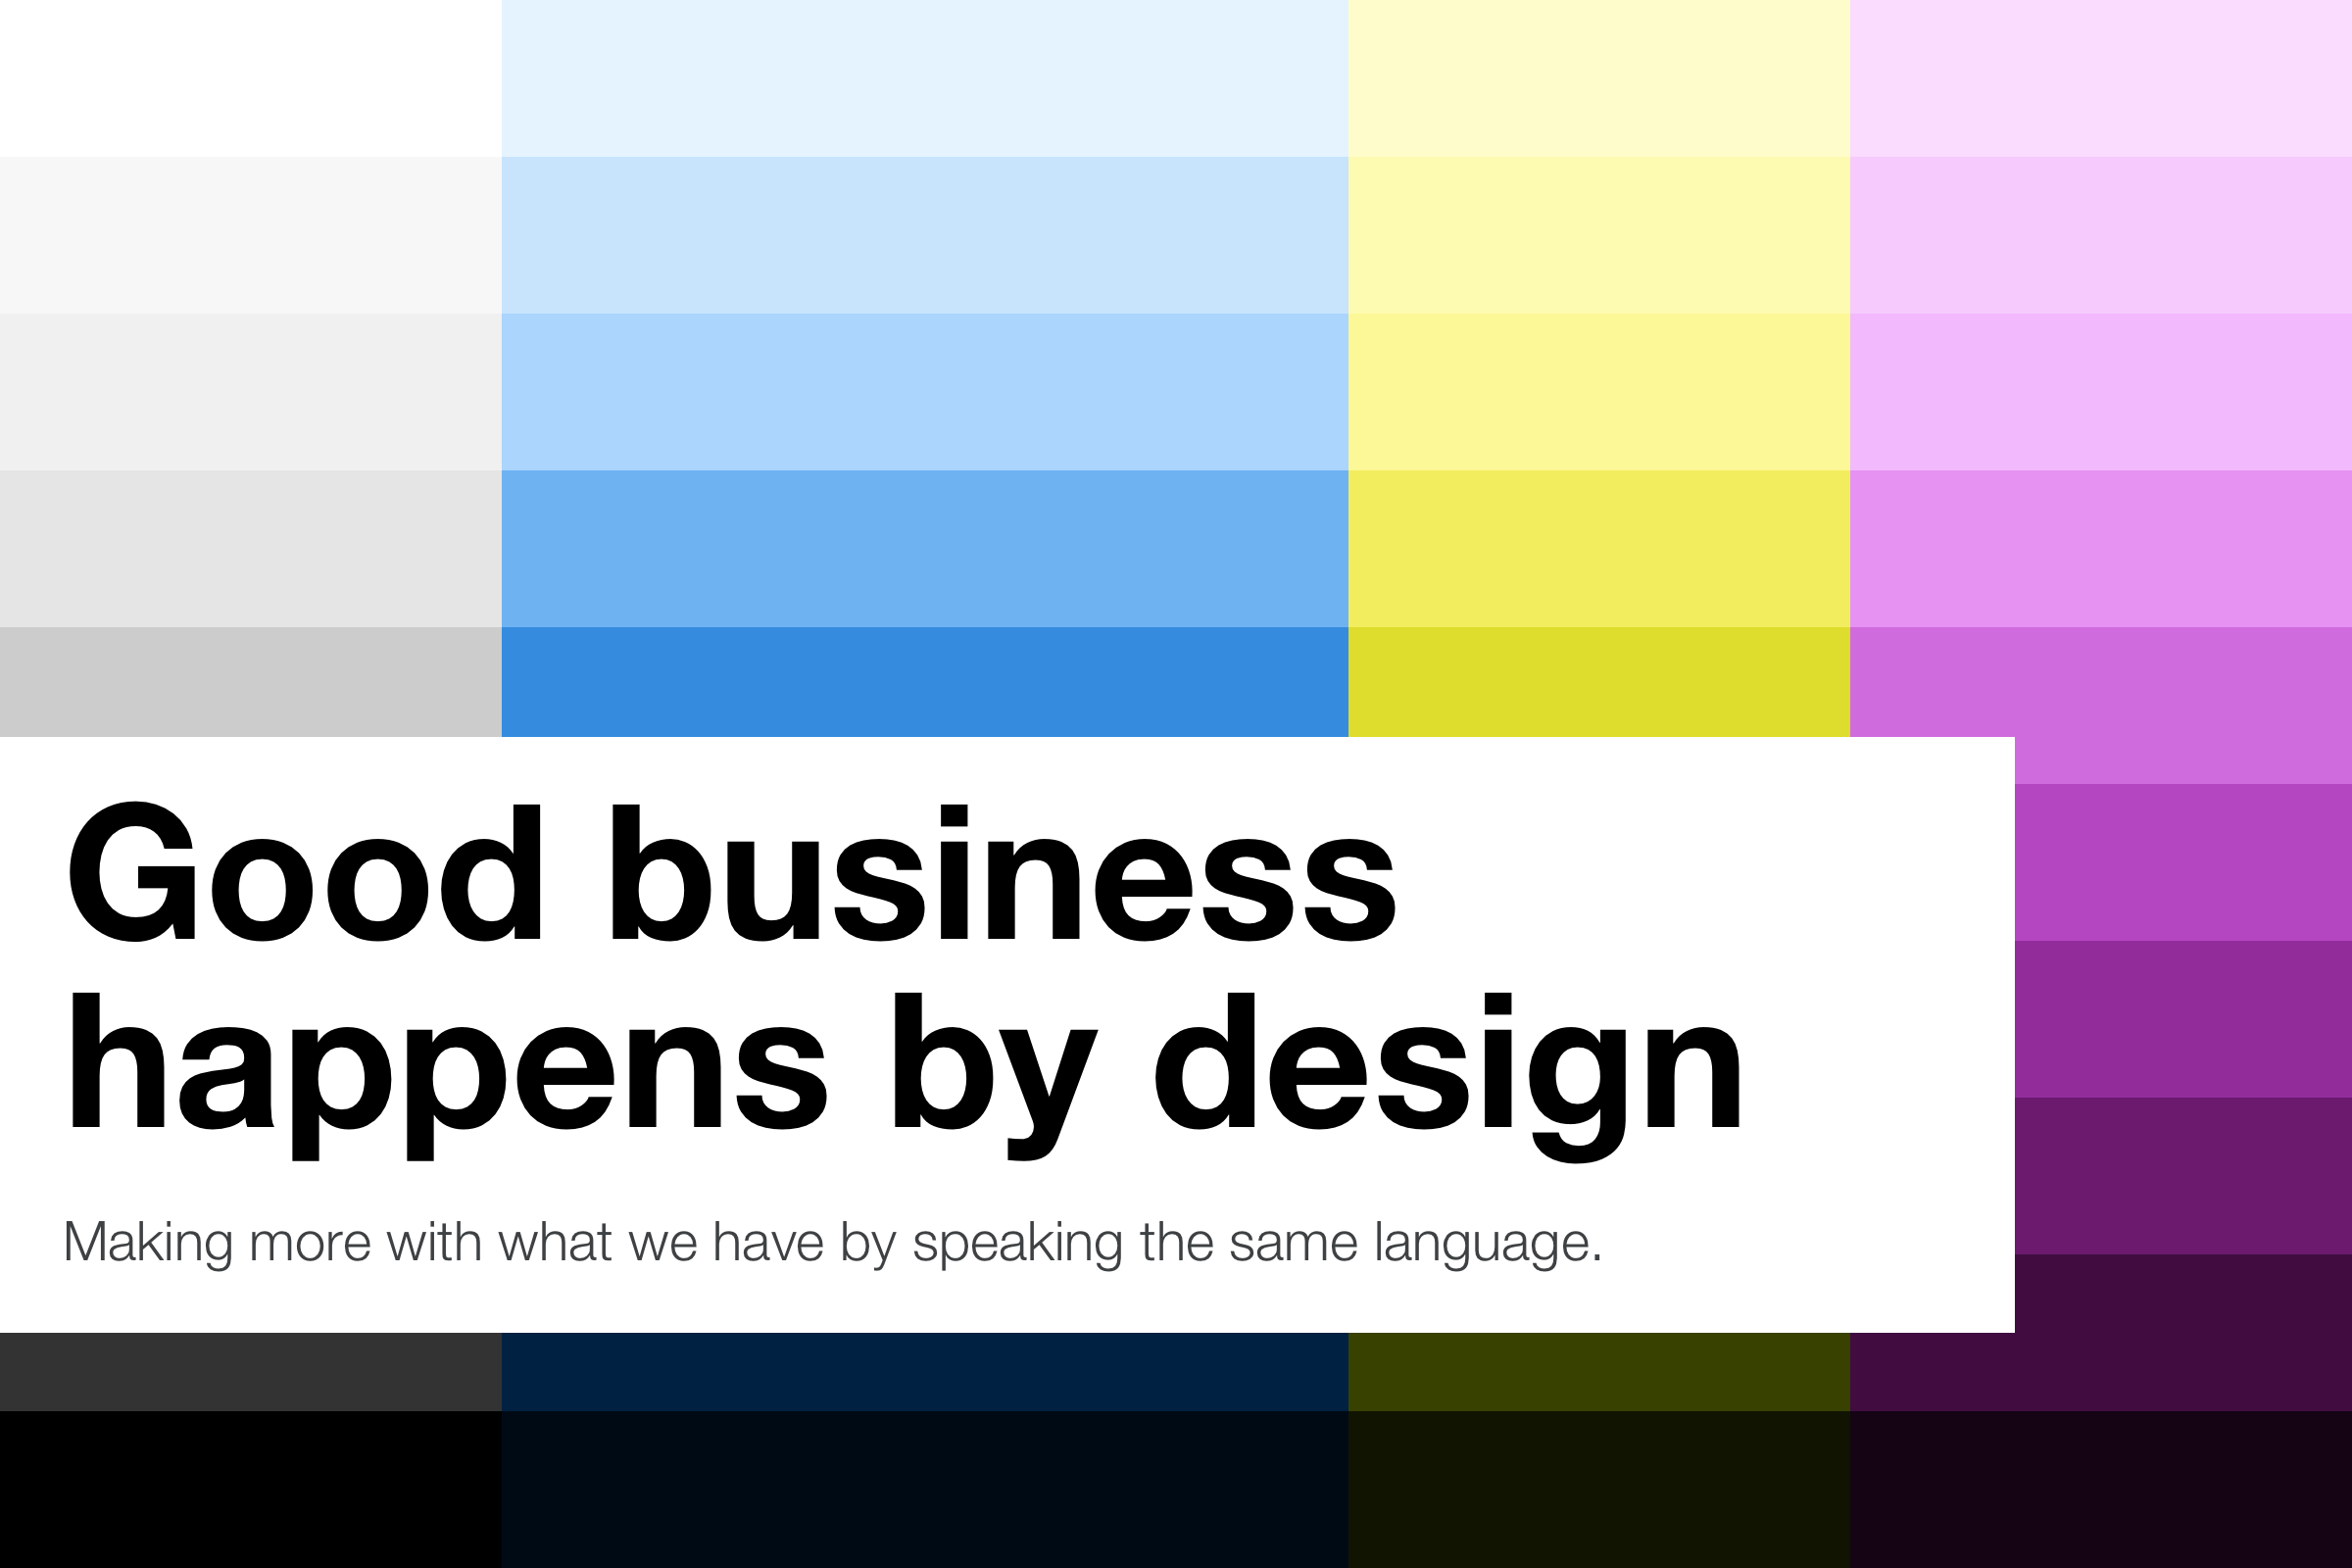 Good business
happens by design
Making more with what we have by speaking the same language.